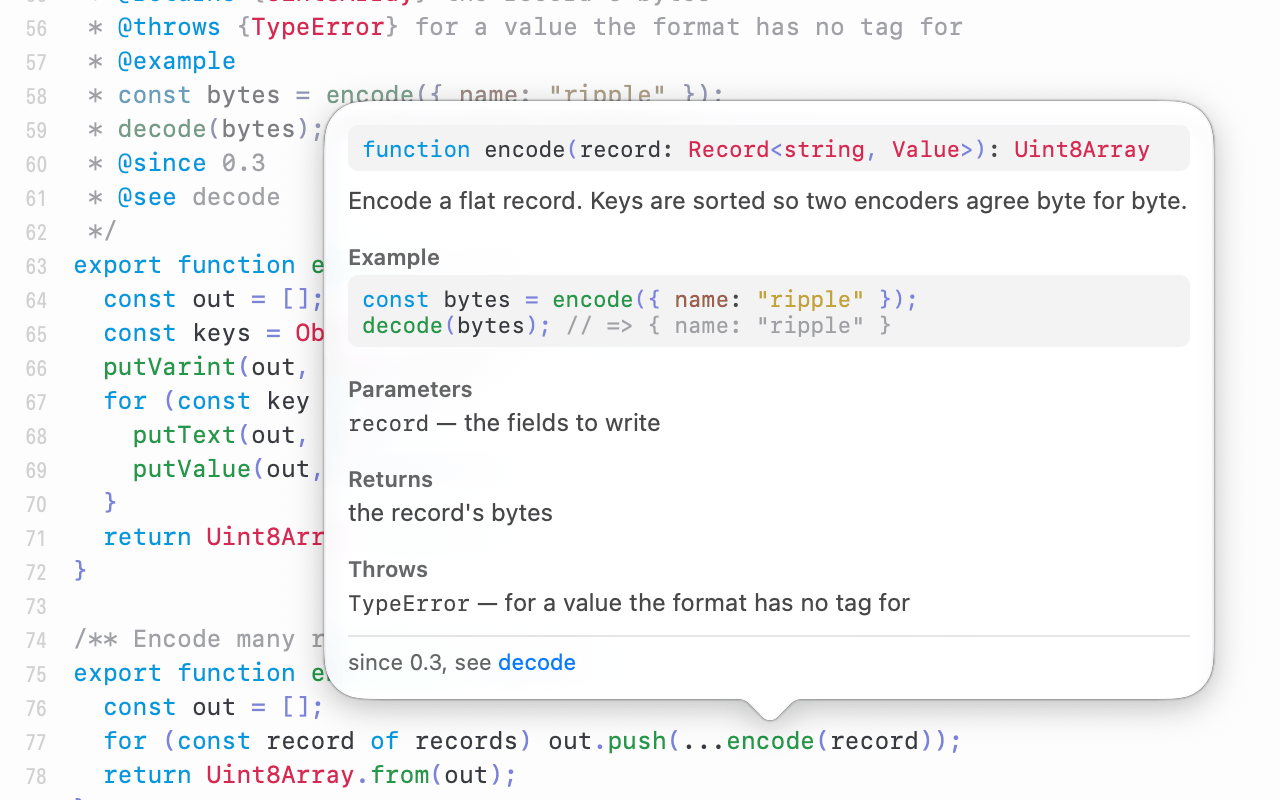 56 * @throws {TypeError} for a value the format has no tag for
57 * @example
58 * const bytes = encode({ name: "ripple" });
59 * decode(bytes);
60 * @since 0.3
61 * @see decode
62 */
63 export function e
64 const out = [];
65 const keys = Ob
66 putVarint(out,
67 for (const key
68 putText(out,
69 putValue(out,
70 }
71 return Uint8Arr
72 }
73
74 /** Encode many r
75 export function e
76 const out = [];
77 for (const record of records) out.push(...encode(record));
78 return Uint8Array.from(out);
function encode(record: Record<string, Value>): Uint8Array
Encode a flat record. Keys are sorted so two encoders agree byte for byte.
Example
const bytes = encode({ name: "ripple" });
decode(bytes); // => { name: "ripple" }
Parameters
record — the fields to write
Returns
the record's bytes
Throws
TypeError — for a value the format has no tag for
since 0.3, see decode